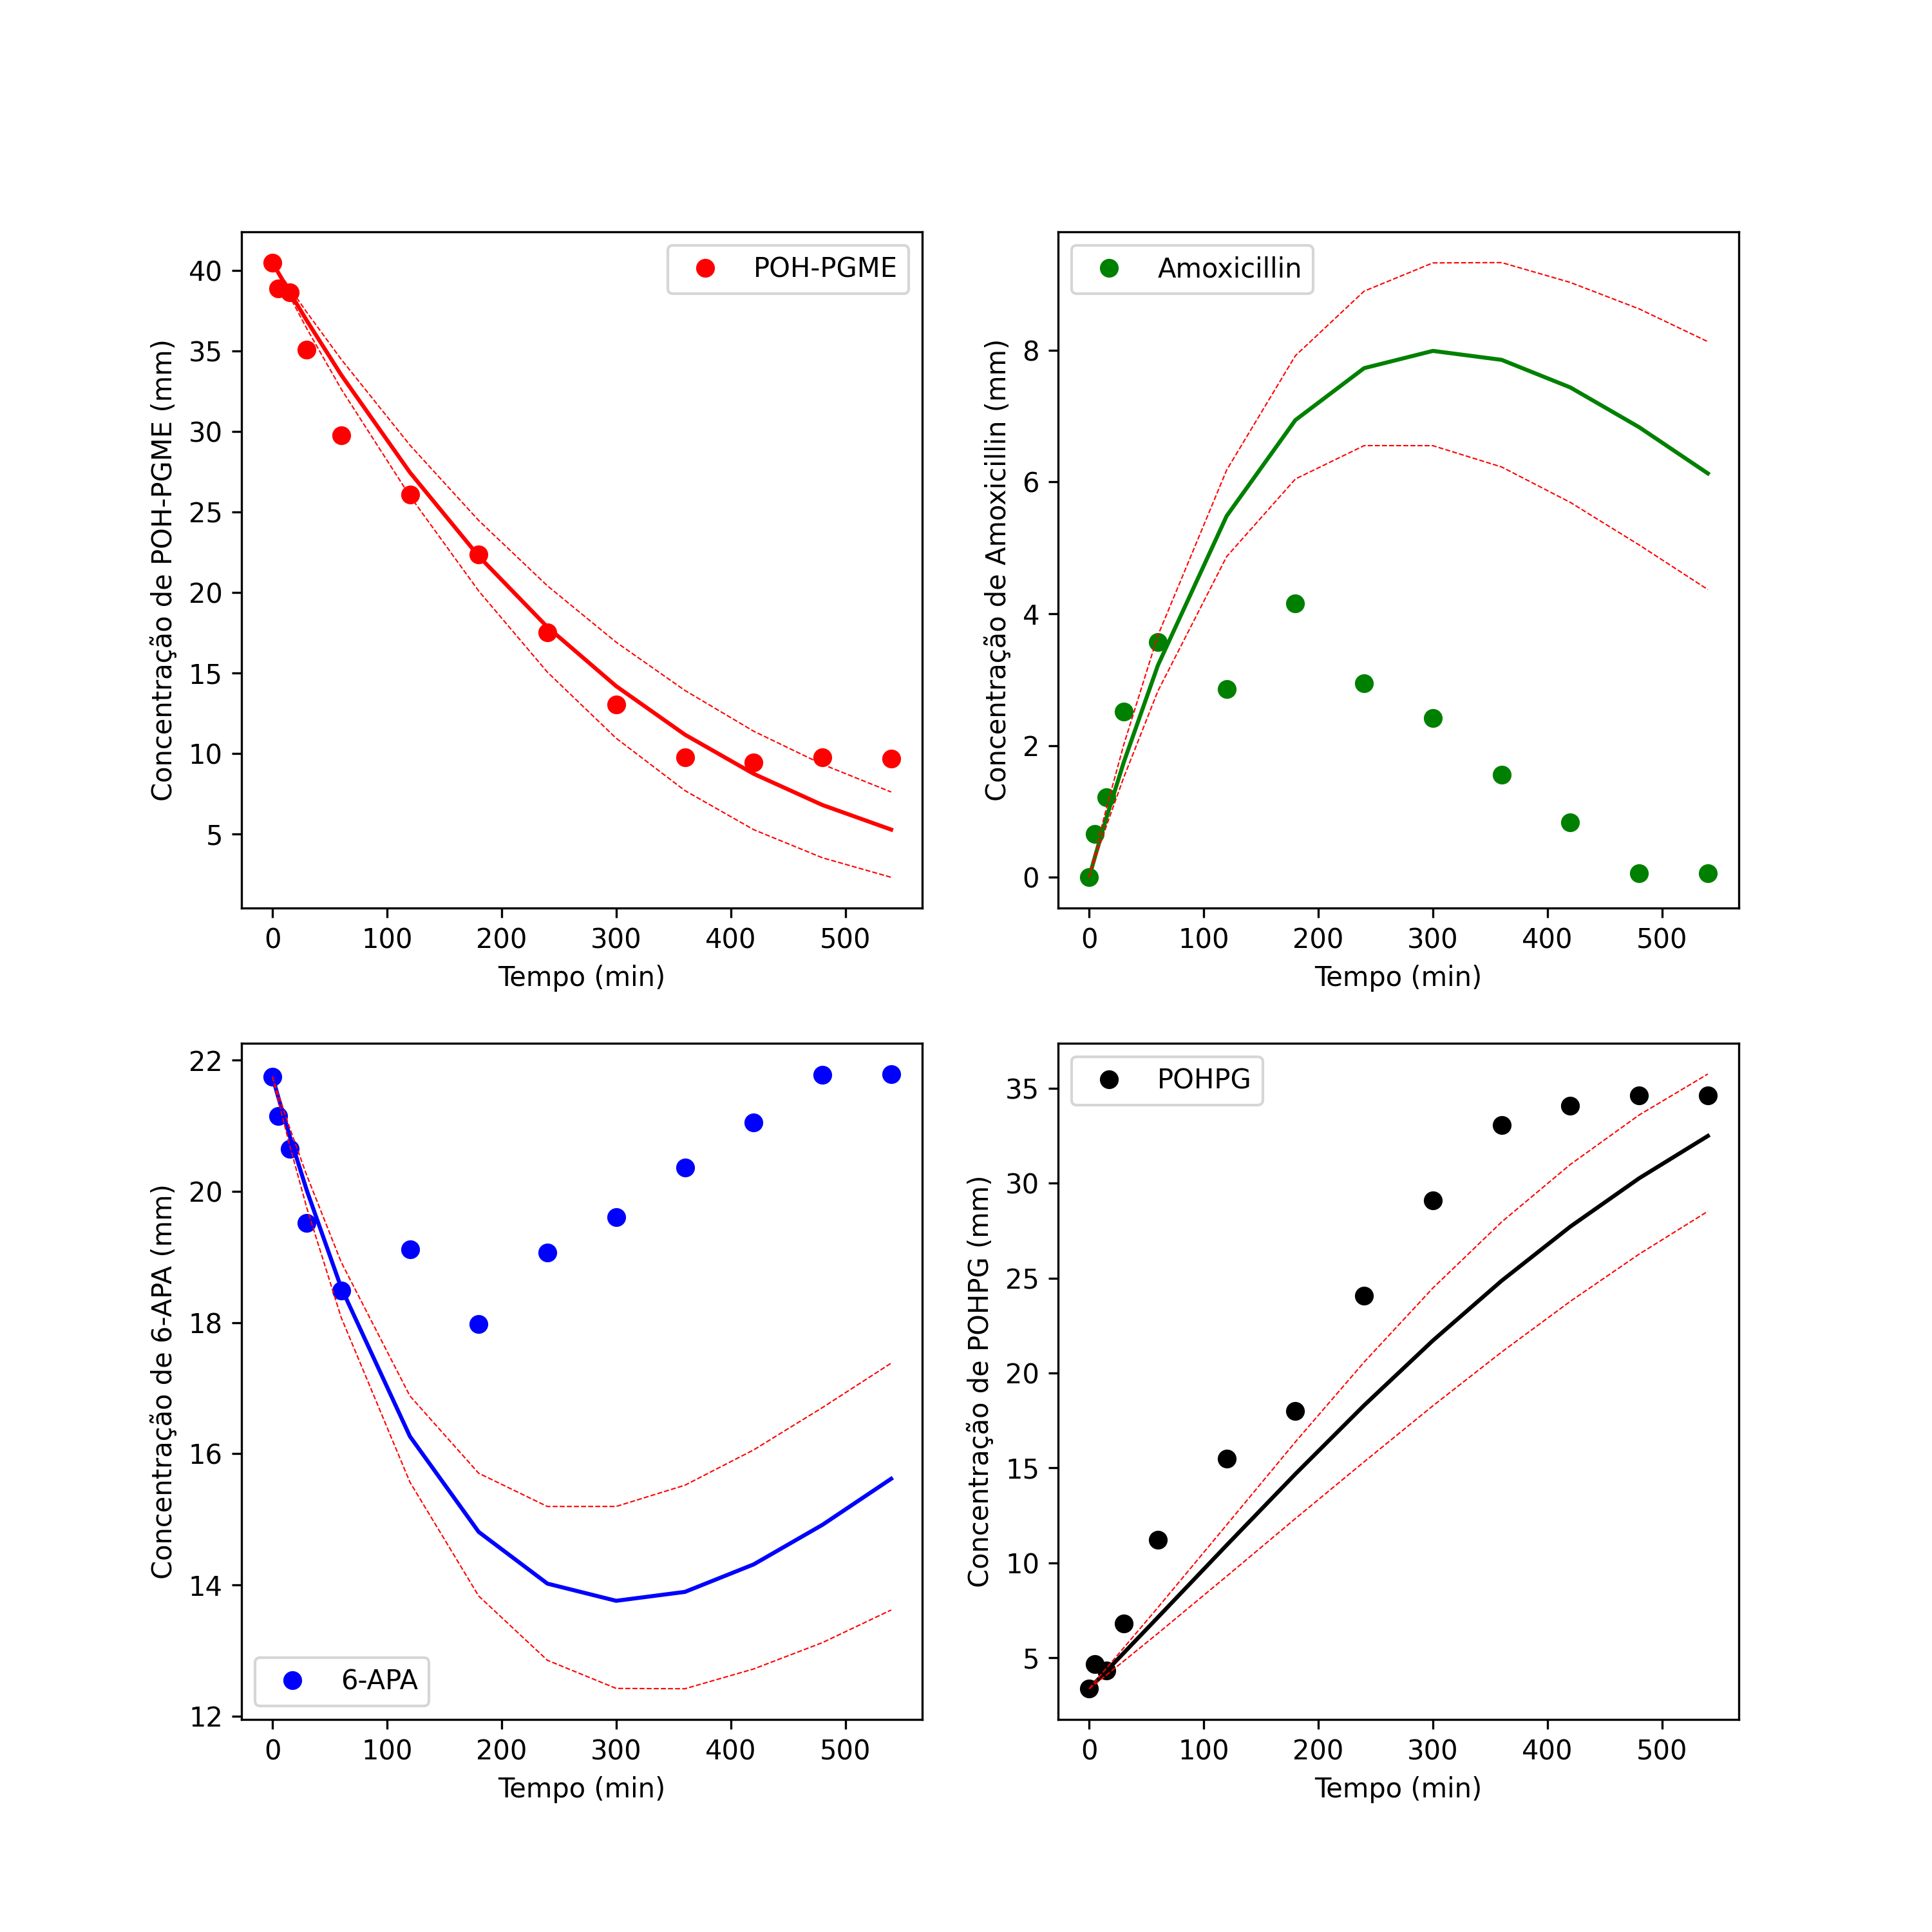 POH-PGME
Concentração de POH-PGME (mm)
40
35
30
25
20
15
10
5
0 100 200 300 400 500
Tempo (min)
Amoxicillin
Concentração de Amoxicillin (mm)
8
6
4
2
0
0 100 200 300 400 500
Tempo (min)
6-APA
Concentração de 6-APA (mm)
22
20
18
16
14
12
0 100 200 300 400 500
Tempo (min)
POHPG
Concentração de POHPG (mm)
35
30
25
20
15
10
5
0 100 200 300 400 500
Tempo (min)